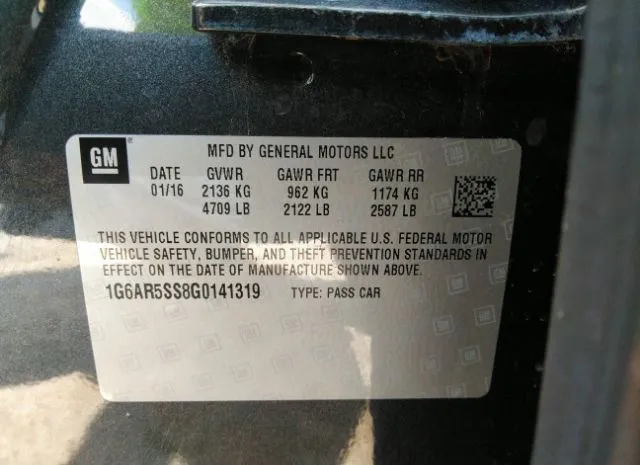 GM
MFD BY GENERAL MOTORS LLC
DATE GVWR GAWR FRT GAWR RR
01/16 2136 KG 962 KG 1174 KG
4709 LB 2122 LB 2587 LB
THIS VEHICLE CONFORMS TO ALL APPLICABLE U.S. FEDERAL MOTOR
VEHICLE SAFETY, BUMPER, AND THEFT PREVENTION STANDARDS IN
EFFECT ON THE DATE OF MANUFACTURE SHOWN ABOVE.
1G6AR5SS8G0141319 TYPE: PASS CAR